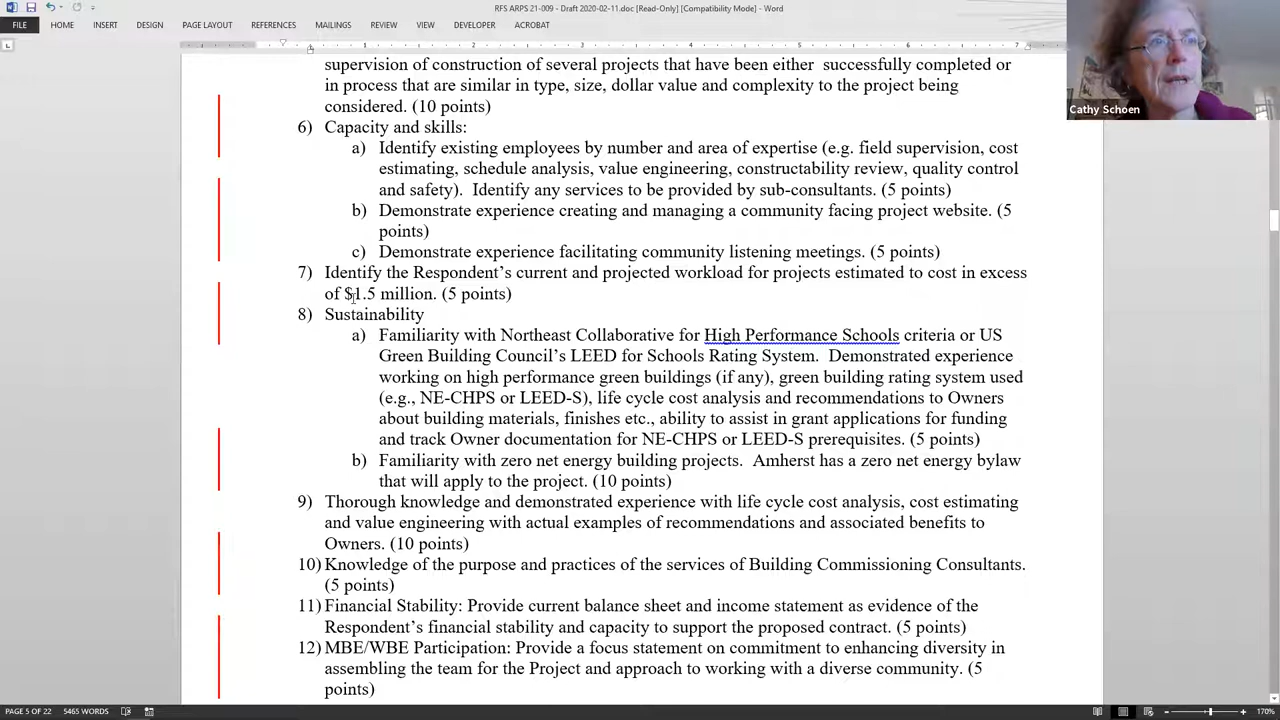 RFS ARPS 21-009 - Draft 2020-02-11.doc [Read-Only] [Compatibility Mode] - Word
FILE HOME INSERT DESIGN PAGE LAYOUT REFERENCES MAILINGS REVIEW VIEW DEVELOPER ACROBAT
1 2 3 4 5 6 7
Cathy Schoen
supervision of construction of several projects that have been either successfully completed or
in process that are similar in type, size, dollar value and complexity to the project being
considered. (10 points)
6) Capacity and skills:
a) Identify existing employees by number and area of expertise (e.g. field supervision, cost
estimating, schedule analysis, value engineering, constructability review, quality control
and safety). Identify any services to be provided by sub-consultants. (5 points)
b) Demonstrate experience creating and managing a community facing project website. (5
points)
c) Demonstrate experience facilitating community listening meetings. (5 points)
7) Identify the Respondent's current and projected workload for projects estimated to cost in excess
of $1.5 million. (5 points)
8) Sustainability
a) Familiarity with Northeast Collaborative for High Performance Schools criteria or US
Green Building Council's LEED for Schools Rating System. Demonstrated experience
working on high performance green buildings (if any), green building rating system used
(e.g., NE-CHPS or LEED-S), life cycle cost analysis and recommendations to Owners
about building materials, finishes etc., ability to assist in grant applications for funding
and track Owner documentation for NE-CHPS or LEED-S prerequisites. (5 points)
b) Familiarity with zero net energy building projects. Amherst has a zero net energy bylaw
that will apply to the project. (10 points)
9) Thorough knowledge and demonstrated experience with life cycle cost analysis, cost estimating
and value engineering with actual examples of recommendations and associated benefits to
Owners. (10 points)
10) Knowledge of the purpose and practices of the services of Building Commissioning Consultants.
(5 points)
11) Financial Stability: Provide current balance sheet and income statement as evidence of the
Respondent's financial stability and capacity to support the proposed contract. (5 points)
12) MBE/WBE Participation: Provide a focus statement on commitment to enhancing diversity in
assembling the team for the Project and approach to working with a diverse community. (5
points)
PAGE 5 OF 22 5465 WORDS 170%